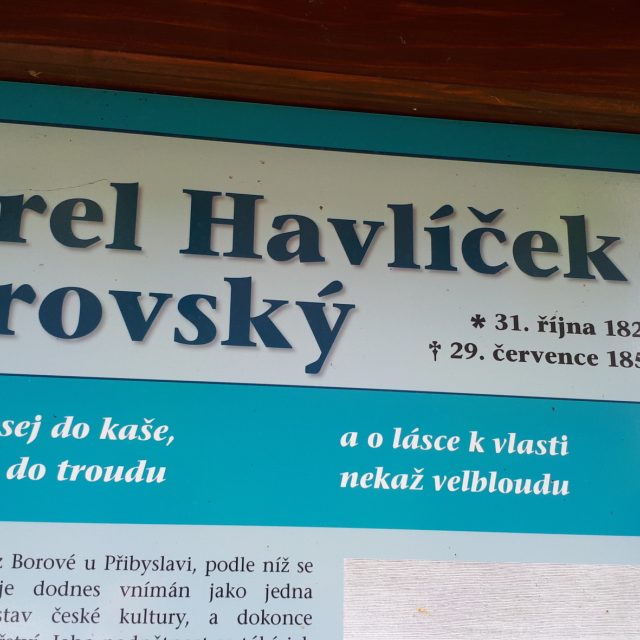 rel Havlíček
rovský
* 31. října 182
† 29. července 185
sej do kaše,
do troudu
a o lásce k vlasti
nekaž velbloudu
z Borové u Přibyslavi, podle níž se
je dodnes vnímán jako jedna
stav české kultury, a dokonce